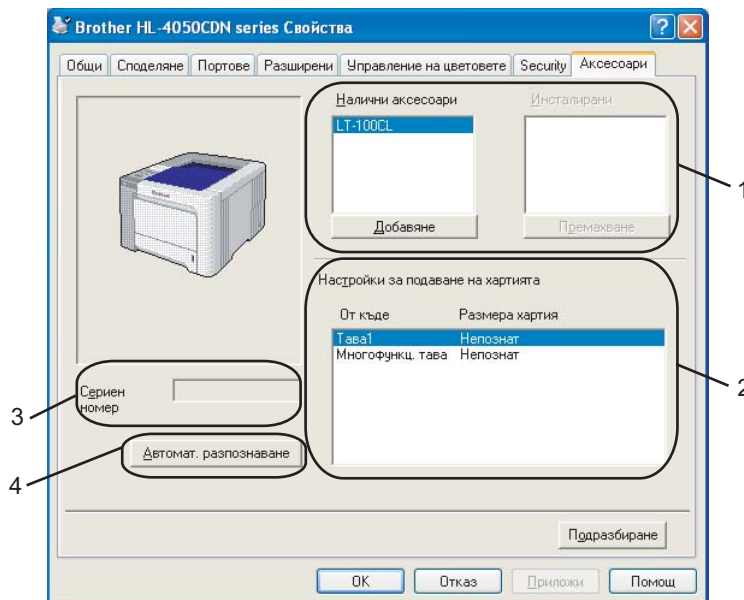 Brother HL-4050CDN series Свойства
Общи Споделяне Портове Разширени Управление на цветовете Security Аксесоари
Налични аксесоари Инсталирани
LT-100CL
1
Добавяне Премахване
Настройки за подаване на хартията
От къде Размера хартия
Тава1 Непознат
Многофункц. тава Непознат
2
Сериен
номер
3
Автомат. разпознаване
4
Подразбиране
OK Отказ Приложи Помощ